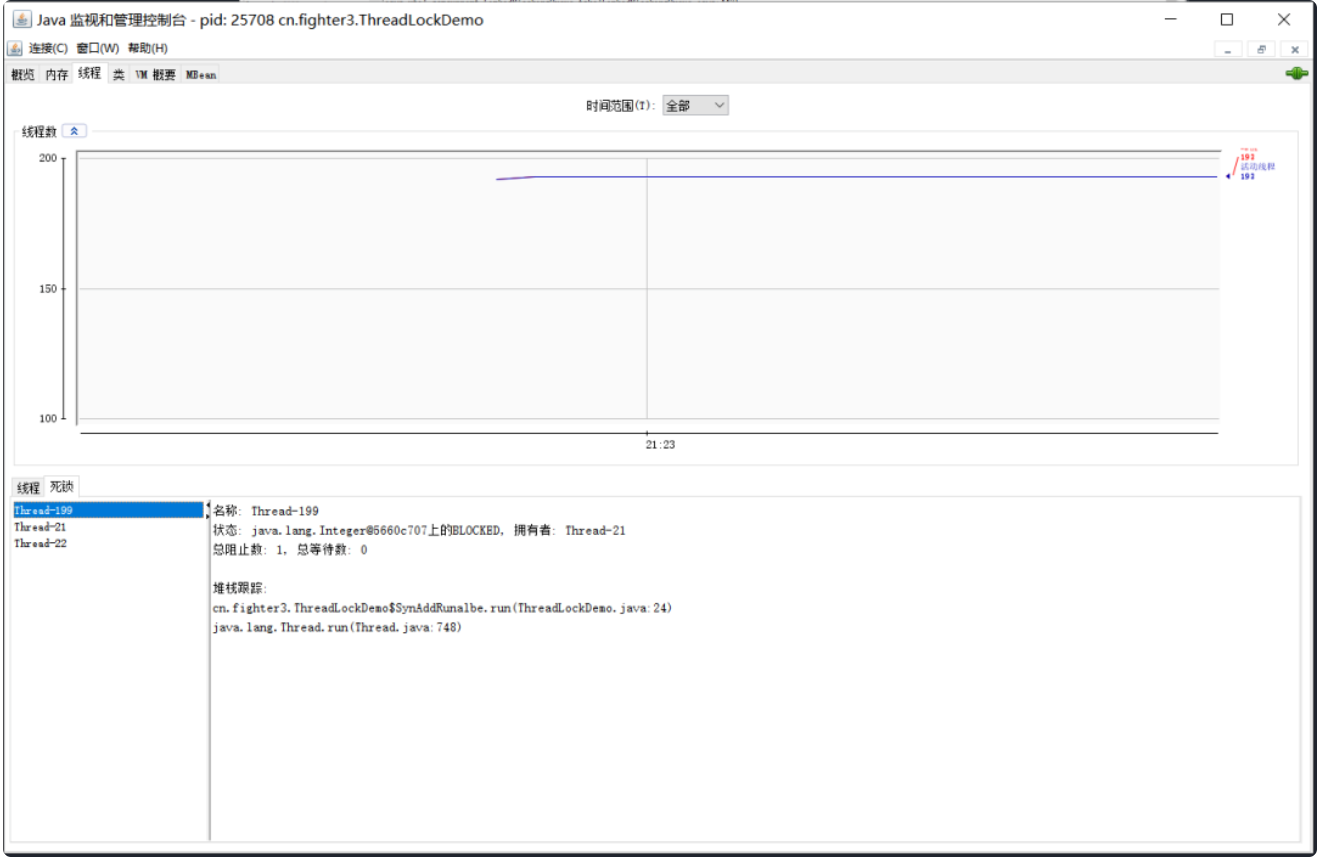 Java 监视和管理控制台 - pid: 25708 cn.fighter3.ThreadLockDemo
连接(C) 窗口(W) 帮助(H)
概览 内存 线程 类 VM 概要 MBean
时间范围(T): 全部
线程数
200
150
100
21:23
193
活动线程
193
线程 死锁
Thread-199
Thread-21
Thread-22
名称: Thread-199
状态: java.lang.Integer@5660c707上的BLOCKED, 拥有者: Thread-21
总阻止数: 1, 总等待数: 0
堆栈跟踪:
cn.fighter3.ThreadLockDemo$SynAddRunalbe.run(ThreadLockDemo.java:24)
java.lang.Thread.run(Thread.java:748)